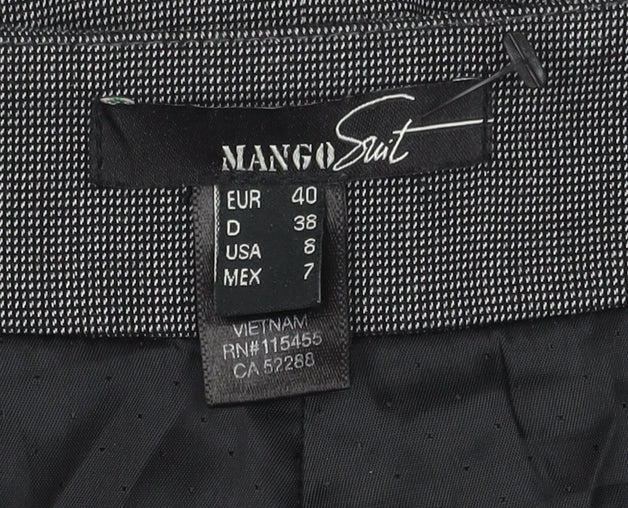 MANGO Suit
EUR 40
D 38
USA 8
MEX 7
VIETNAM
RN#115455
CA 52288